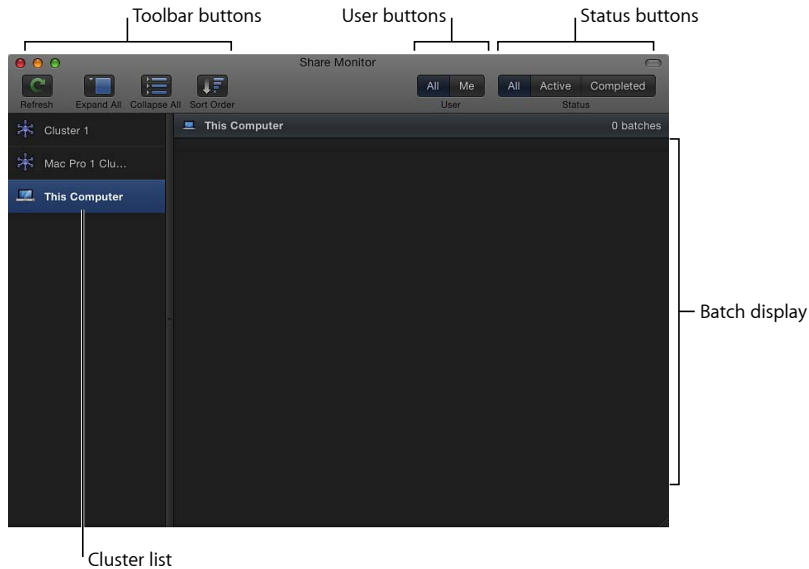 Toolbar buttons
User buttons
Status buttons
Share Monitor
All Me
All Active Completed
Refresh Expand All Collapse All Sort Order
User
Status
Cluster 1
Mac Pro 1 Clu...
This Computer
This Computer
0 batches
Batch display
Cluster list